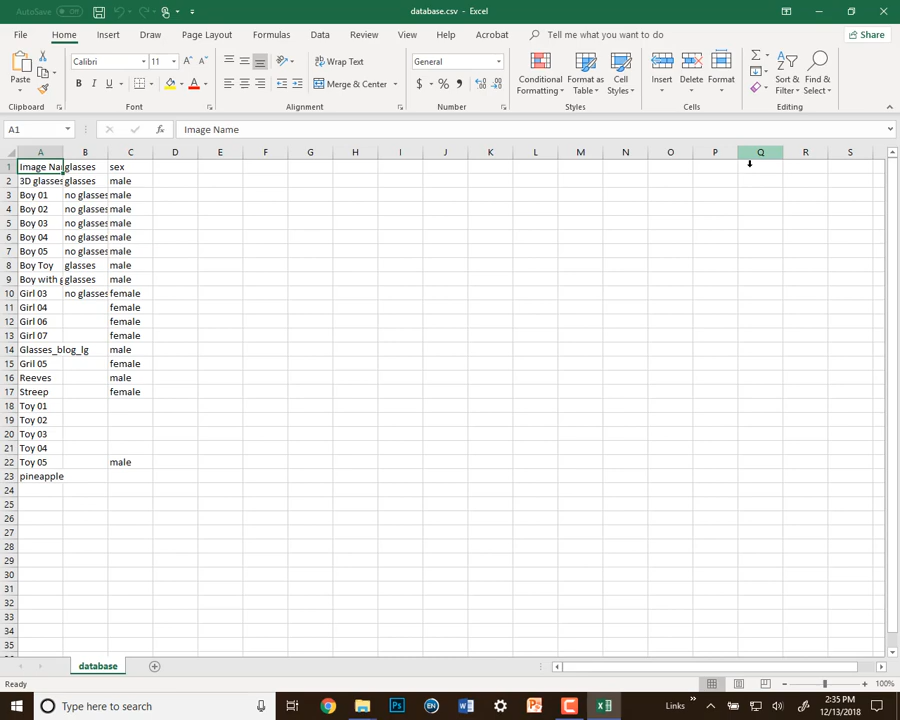 AutoSave Off database.csv - Excel
File Home Insert Draw Page Layout Formulas Data Review View Help Acrobat Tell me what you want to do Share
Paste Calibri 11 A A Wrap Text General Conditional Formatting Format as Table Cell Styles Insert Delete Format Sort & Filter Find & Select
B I U A Merge & Center $ % ,
Clipboard Font Alignment Number Styles Cells Editing
A1 fx Image Name
A B C D E F G H I J K L M N O P Q R S
1 Image Na glasses sex
2 3D glasses glasses male
3 Boy 01 no glasses male
4 Boy 02 no glasses male
5 Boy 03 no glasses male
6 Boy 04 no glasses male
7 Boy 05 no glasses male
8 Boy Toy glasses male
9 Boy with g glasses male
10 Girl 03 no glasses female
11 Girl 04 female
12 Girl 06 female
13 Girl 07 female
14 Glasses_blog_lg male
15 Gril 05 female
16 Reeves male
17 Streep female
18 Toy 01
19 Toy 02
20 Toy 03
21 Toy 04
22 Toy 05 male
23 pineapple
24
25
26
27
28
29
30
31
32
33
34
35
database
Ready 100%
Type here to search EN Links » 2:35 PM
12/13/2018